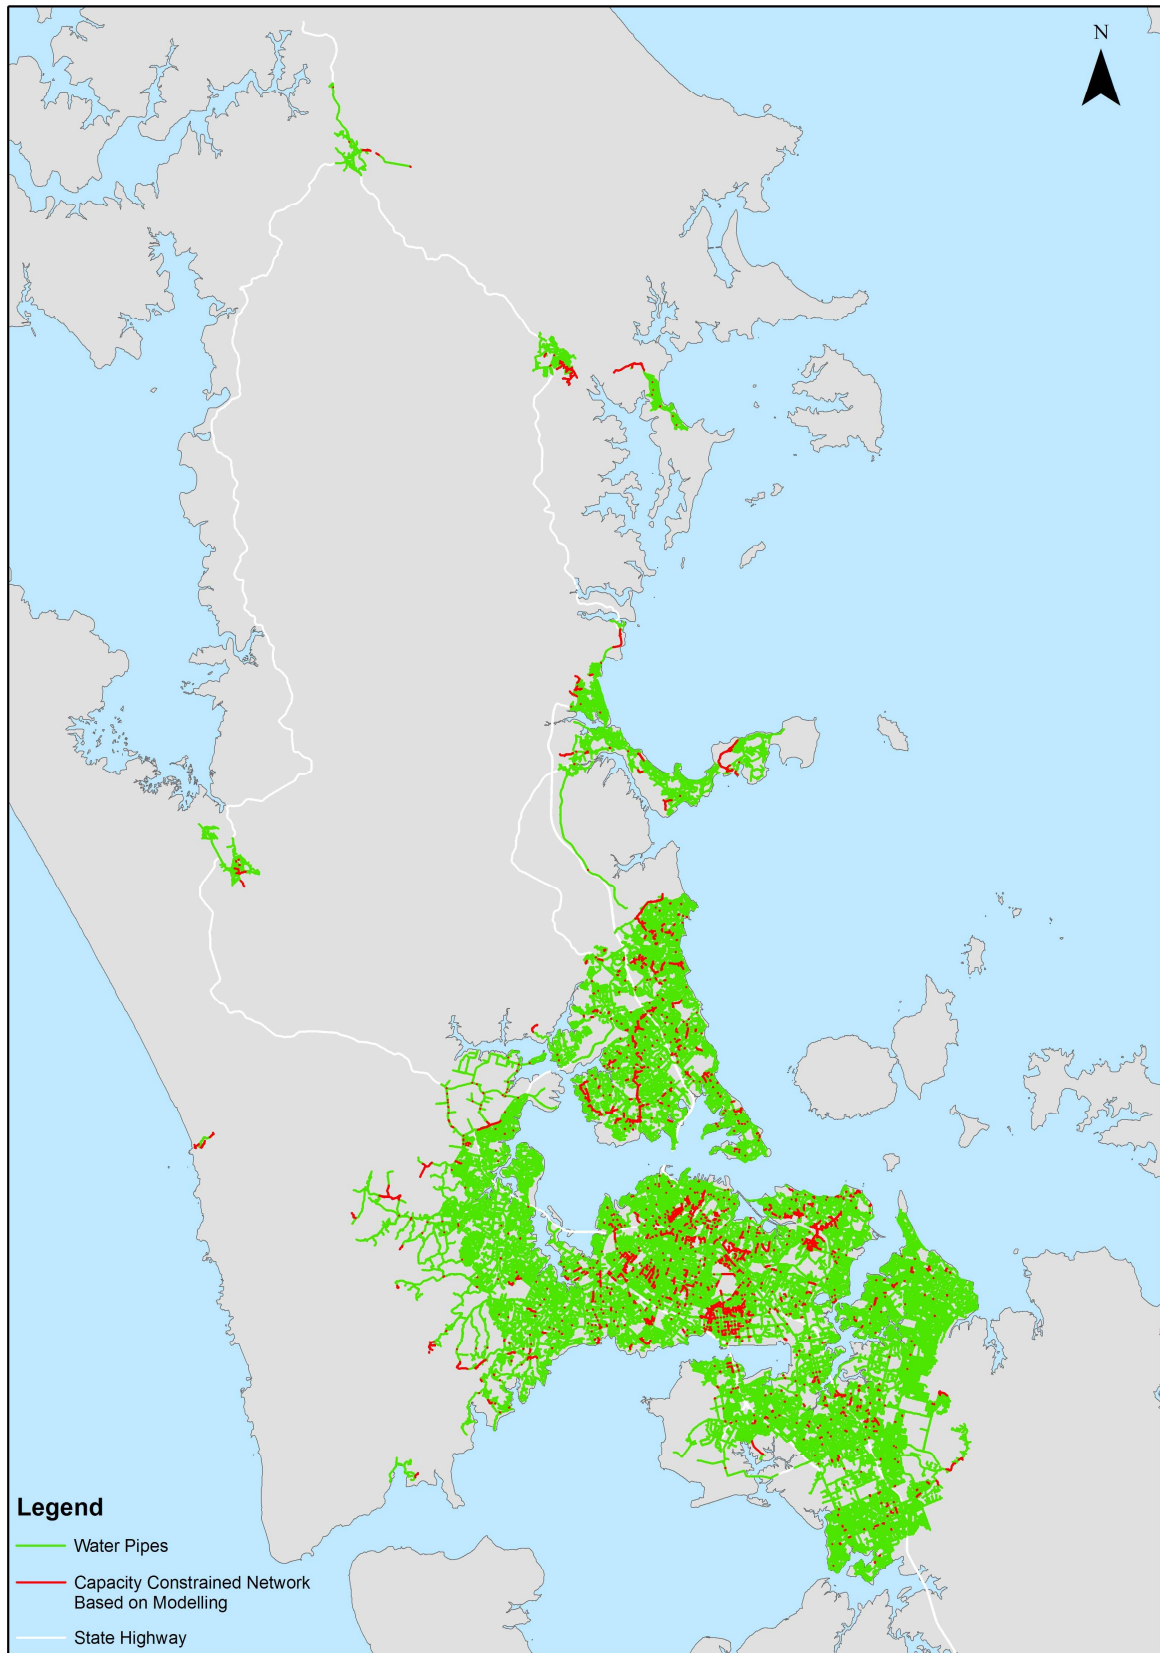 N
Legend
Water Pipes
Capacity Constrained Network
Based on Modelling
State Highway